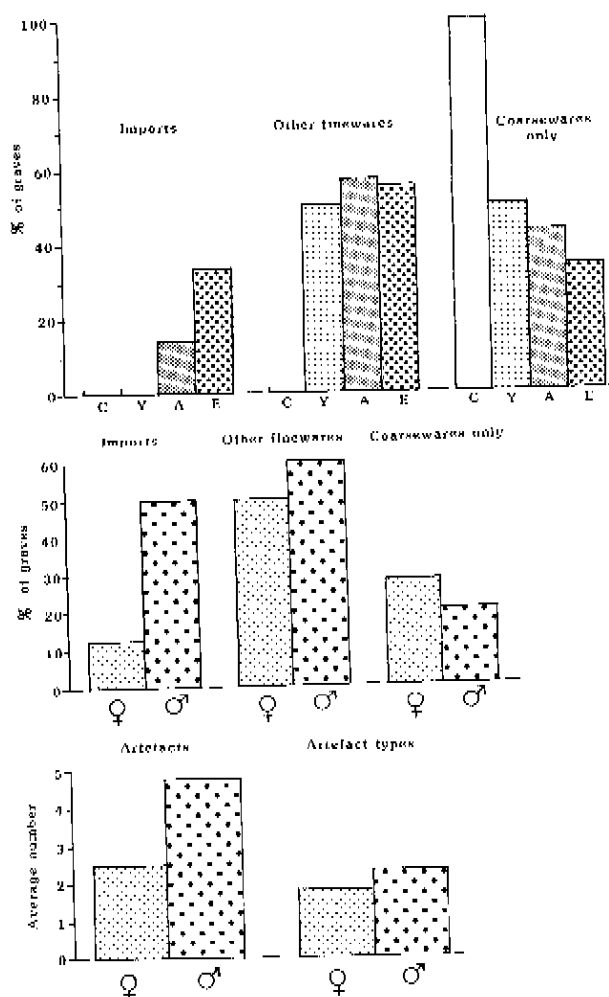 100
80
60
40
20
0
% of graves
Imports
Other finewares
Coarsewares
only
C Y A E
C Y A E
C Y A E
Imports Other finewares Coarsewares only
60
50
40
30
20
10
0
% of graves
♀ ♂ ♀ ♂ ♀ ♂
Artefacts Artefact types
5
4
3
2
1
0
Average number
♀ ♂ ♀ ♂